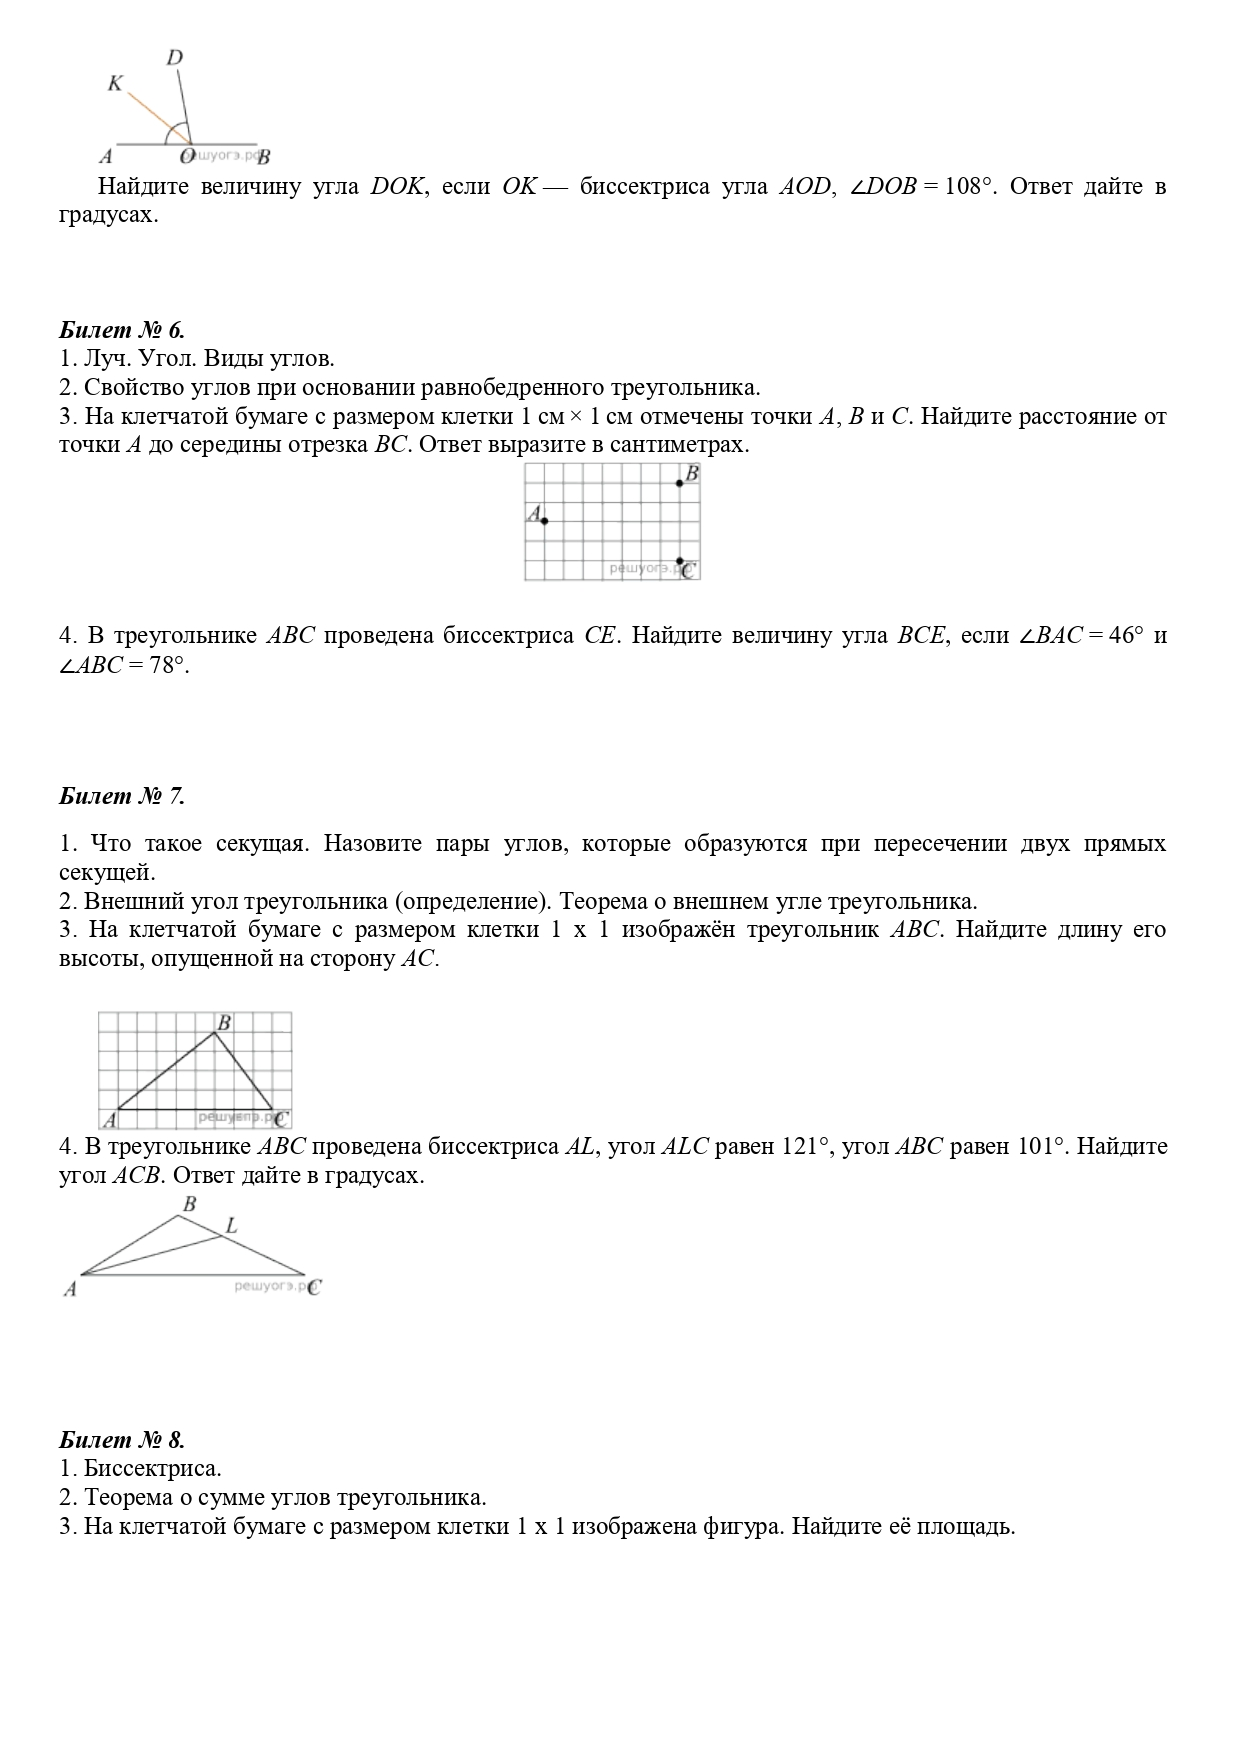 D
K
A
O
решуогэ.рф
B
Найдите величину угла DOK, если OK — биссектриса угла AOD, ∠DOB = 108°. Ответ дайте в
градусах.
Билет № 6.
1. Луч. Угол. Виды углов.
2. Свойство углов при основании равнобедренного треугольника.
3. На клетчатой бумаге с размером клетки 1 см × 1 см отмечены точки A, B и C. Найдите расстояние от
точки A до середины отрезка BC. Ответ выразите в сантиметрах.
B
A
решуогэ.рф
C
4. В треугольнике ABC проведена биссектриса CE. Найдите величину угла BCE, если ∠BAC = 46° и
∠ABC = 78°.
Билет № 7.
1. Что такое секущая. Назовите пары углов, которые образуются при пересечении двух прямых
секущей.
2. Внешний угол треугольника (определение). Теорема о внешнем угле треугольника.
3. На клетчатой бумаге с размером клетки 1 х 1 изображён треугольник ABC. Найдите длину его
высоты, опущенной на сторону AC.
B
A
C
4. В треугольнике ABC проведена биссектриса AL, угол ALC равен 121°, угол ABC равен 101°. Найдите
угол ACB. Ответ дайте в градусах.
B
L
A
решуогэ.рф
C
Билет № 8.
1. Биссектриса.
2. Теорема о сумме углов треугольника.
3. На клетчатой бумаге с размером клетки 1 х 1 изображена фигура. Найдите её площадь.